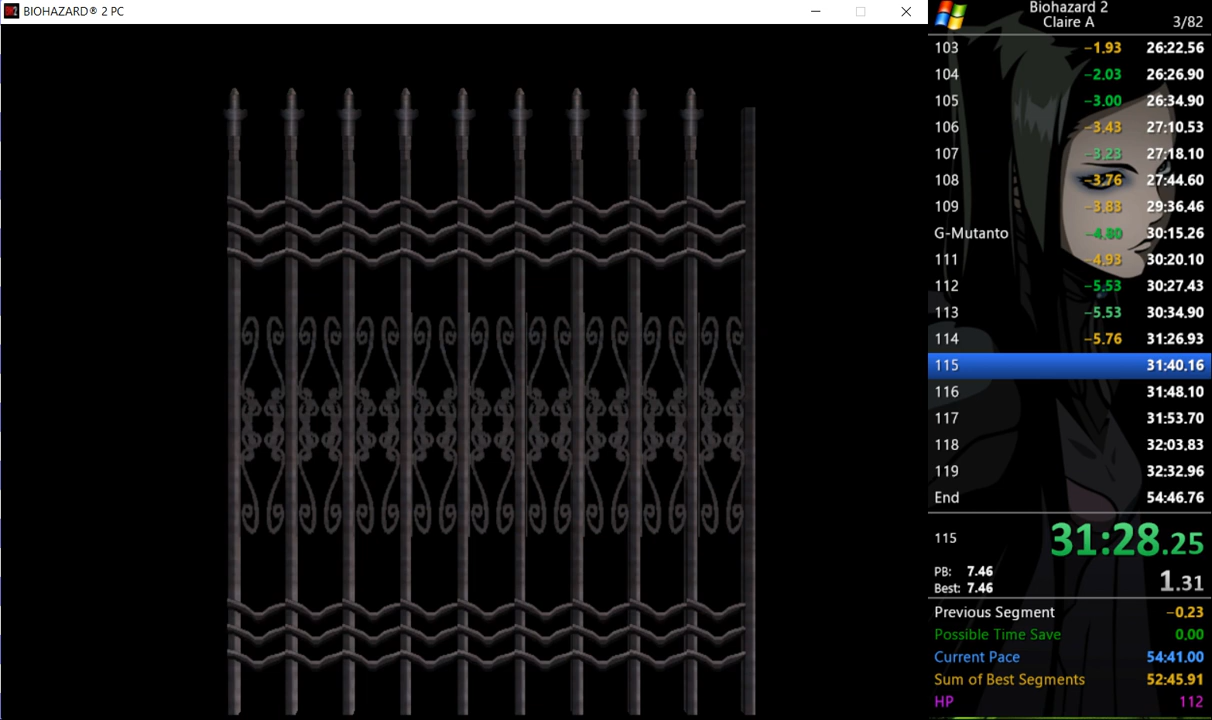 BIOHAZARD® 2 PC
Biohazard 2
Claire A 3/82
103 −1.93 26:22.56
104 −2.03 26:26.90
105 −3.00 26:34.90
106 −3.43 27:10.53
107 −3.23 27:18.10
108 −3.76 27:44.60
109 −3.83 29:36.46
G-Mutanto −4.80 30:15.26
111 −4.93 30:20.10
112 −5.53 30:27.43
113 −5.53 30:34.90
114 −5.76 31:26.93
115 31:40.16
116 31:48.10
117 31:53.70
118 32:03.83
119 32:32.96
End 54:46.76
115 31:28.25
PB: 7.46
Best: 7.46 1.31
Previous Segment −0.23
Possible Time Save 0.00
Current Pace 54:41.00
Sum of Best Segments 52:45.91
HP 112